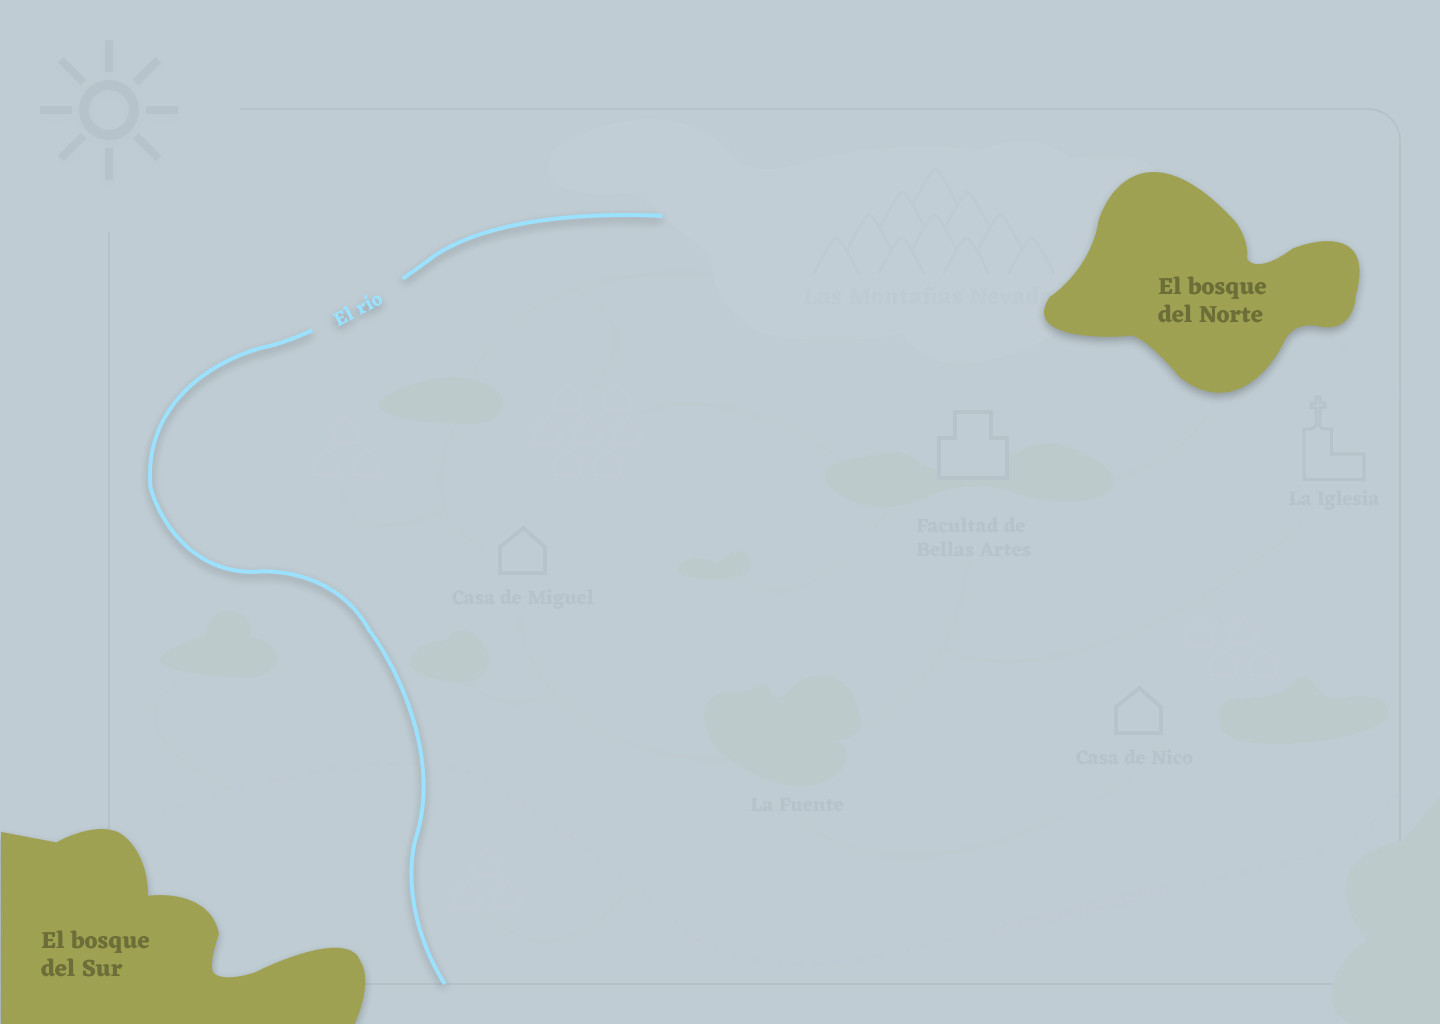 Las Montañas Nevada
El bosque
del Norte
El río
La Iglesia
Facultad de
Bellas Artes
Casa de Miguel
Casa de Nico
La Fuente
El bosque
del Sur